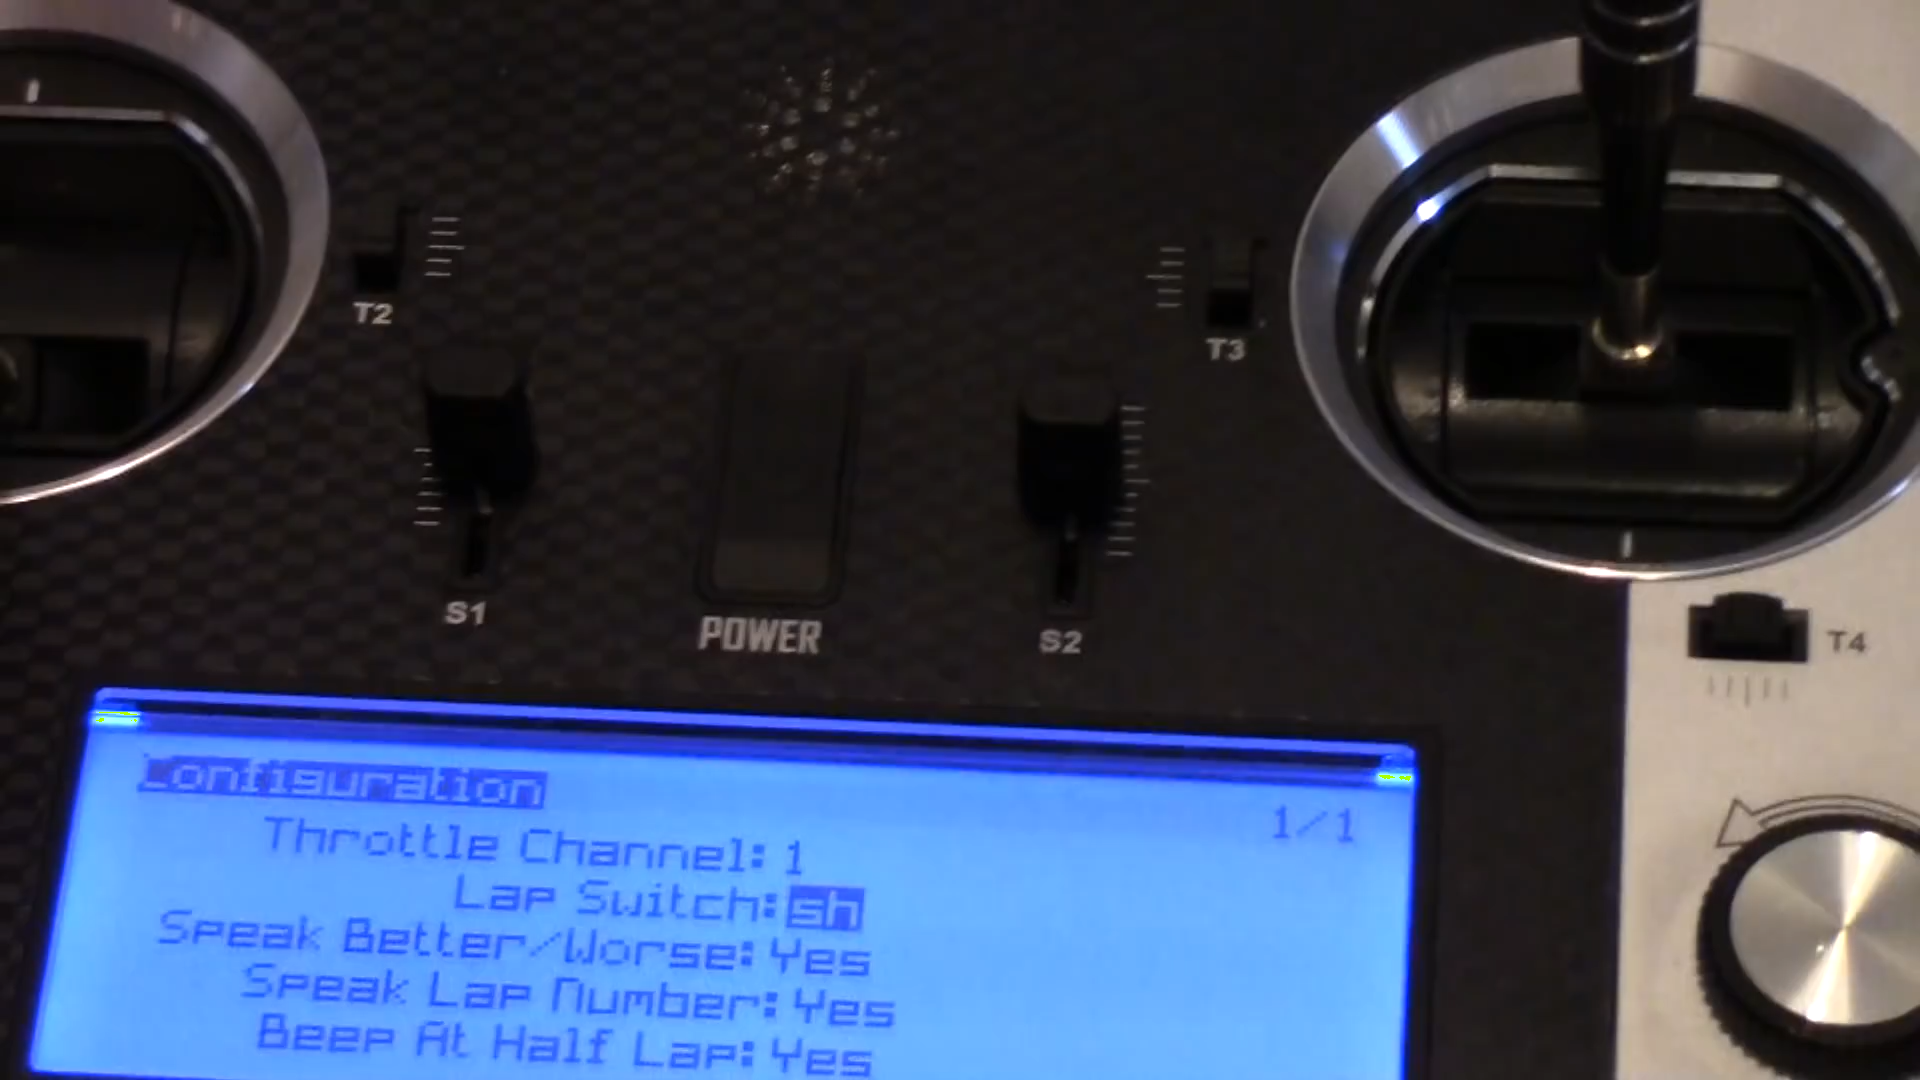 T2
T3
S1
POWER
S2
T4
Configuration
1/1
Throttle Channel: 1
Lap Switch: sh
Speak Better/Worse: Yes
Speak Lap Number: Yes
Beep At Half Lap: Yes